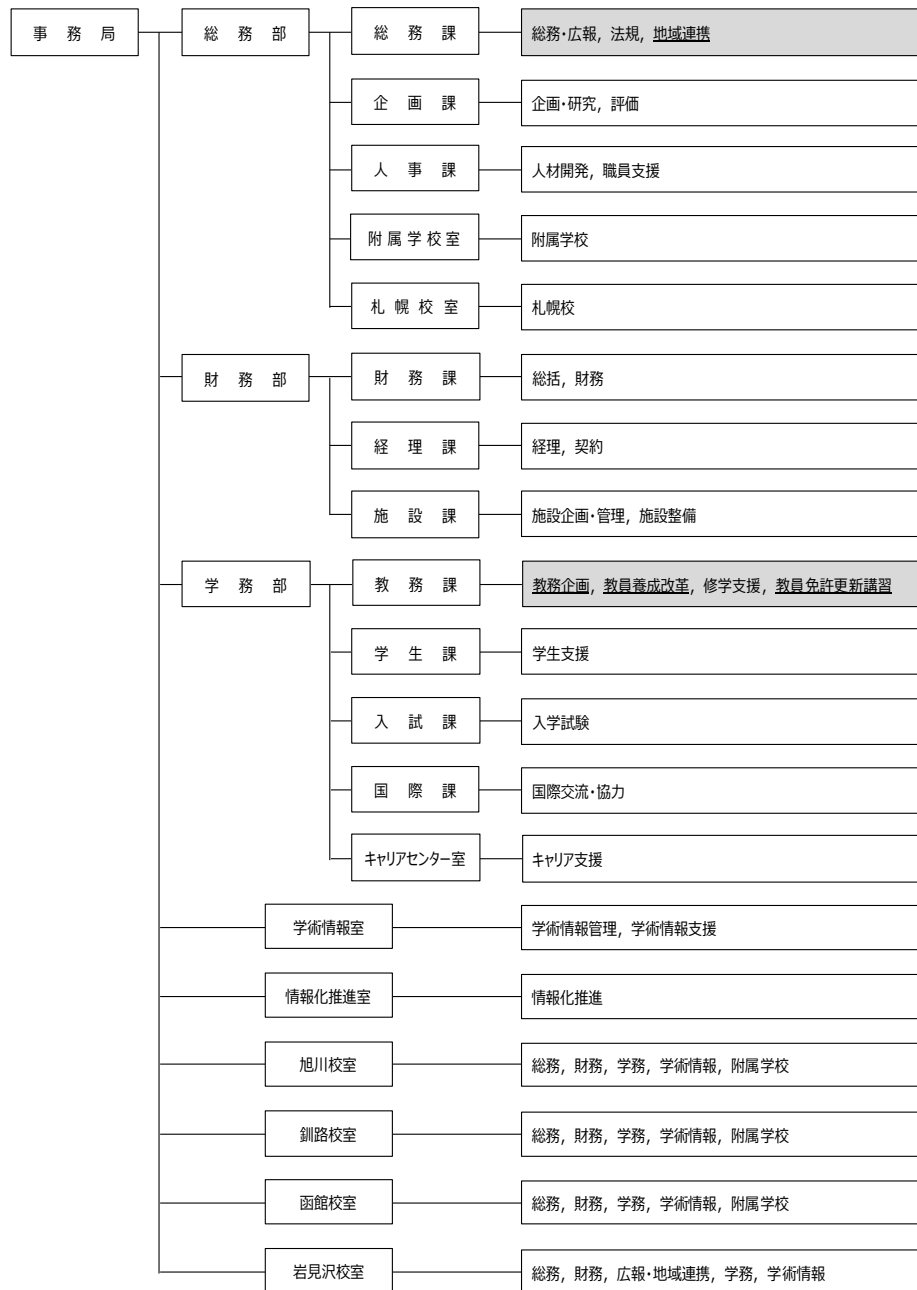 事務局 総務部 総務課 総務・広報，法規，地域連携
企画課 企画・研究，評価
人事課 人材開発，職員支援
附属学校室 附属学校
札幌校室 札幌校
財務部 財務課 総括，財務
経理課 経理，契約
施設課 施設企画・管理，施設整備
学務部 教務課 教務企画，教員養成改革，修学支援，教員免許更新講習
学生課 学生支援
入試課 入学試験
国際課 国際交流・協力
キャリアセンター室 キャリア支援
学術情報室 学術情報管理，学術情報支援
情報化推進室 情報化推進
旭川校室 総務，財務，学務，学術情報，附属学校
釧路校室 総務，財務，学務，学術情報，附属学校
函館校室 総務，財務，学務，学術情報，附属学校
岩見沢校室 総務，財務，広報・地域連携，学務，学術情報